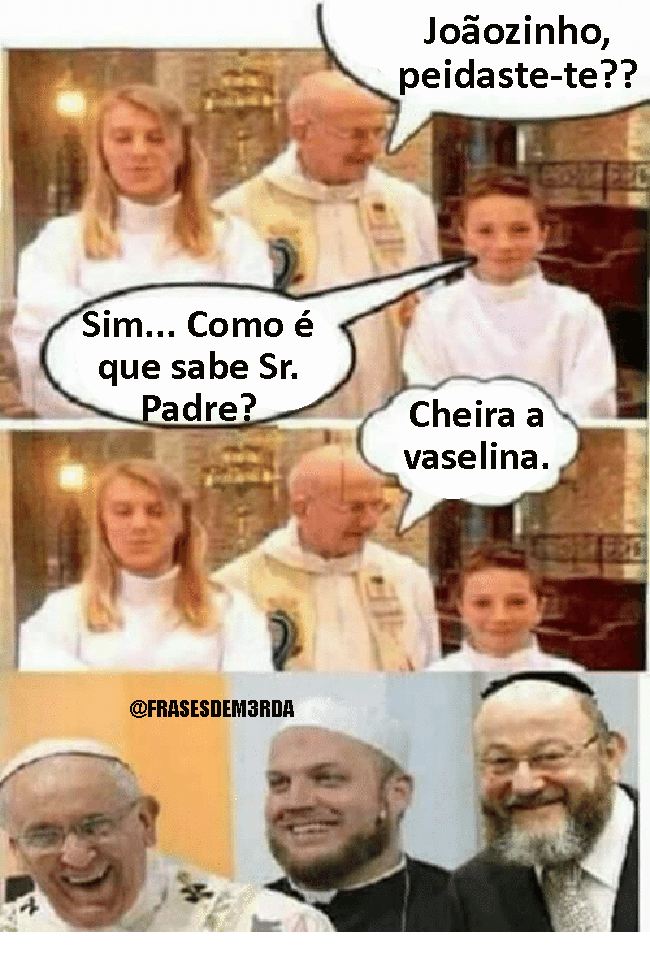 Joãozinho,
peidaste-te??
Sim... Como é
que sabe Sr.
Padre?
Cheira a
vaselina.
@FRASESDEM3RDA